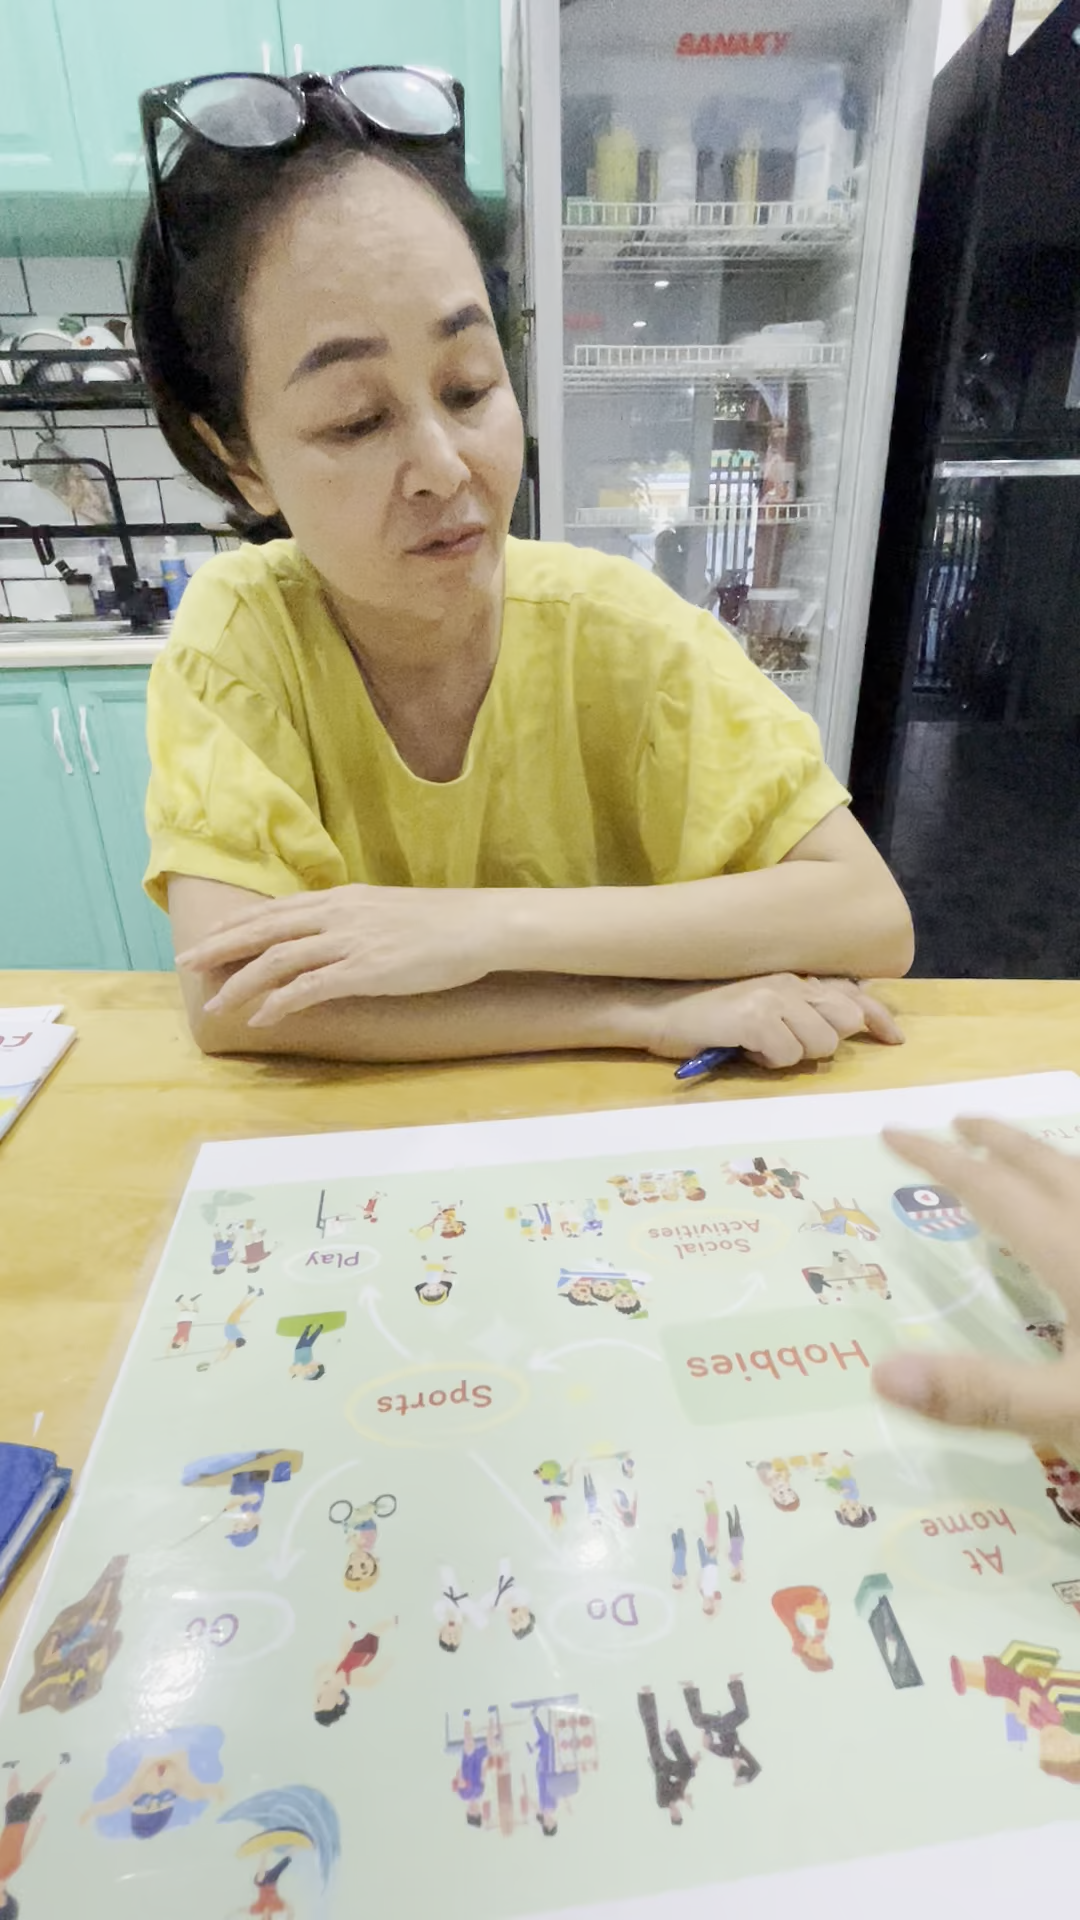 SANAKY
Hobbies
Social
Activities
Sports
Play
Do
Go
At
home